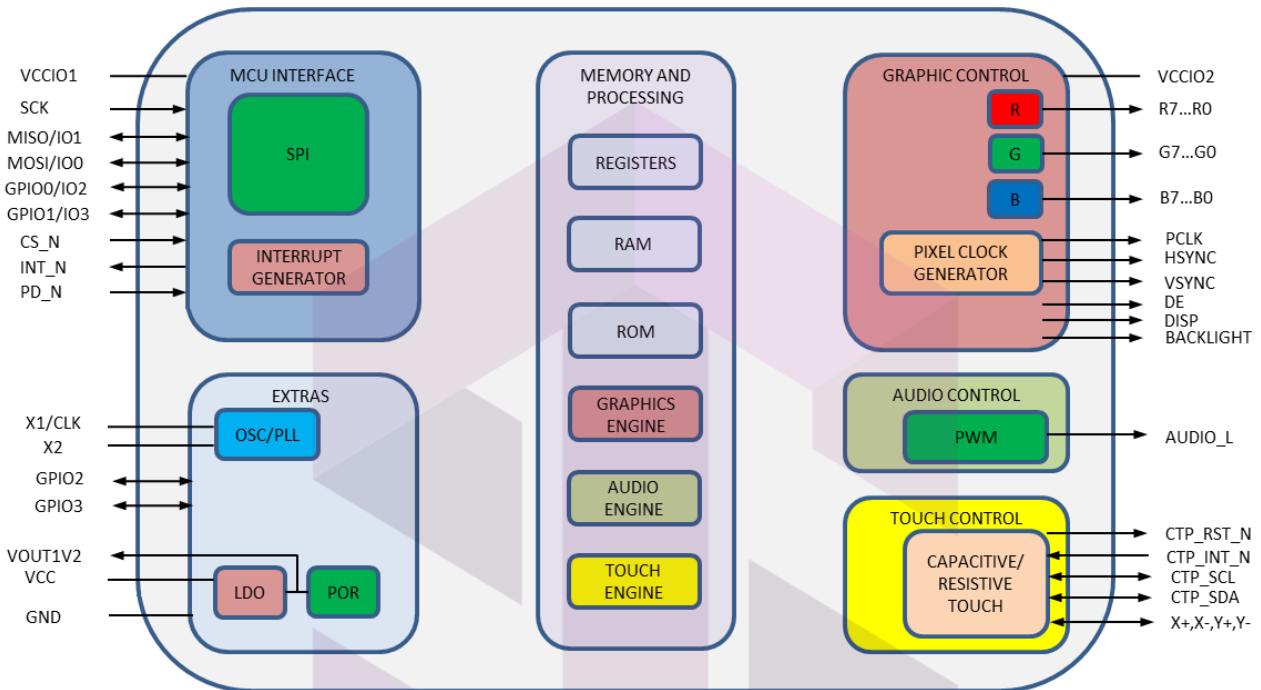 VCCIO1
SCK
MISO/IO1
MOSI/IO0
GPIO0/IO2
GPIO1/IO3
CS_N
INT_N
PD_N
MCU INTERFACE
SPI
INTERRUPT
GENERATOR
X1/CLK
X2
GPIO2
GPIO3
VOUT1V2
VCC
GND
EXTRAS
OSC/PLL
LDO
POR
MEMORY AND
PROCESSING
REGISTERS
RAM
ROM
GRAPHICS
ENGINE
AUDIO
ENGINE
TOUCH
ENGINE
GRAPHIC CONTROL
R
G
B
PIXEL CLOCK
GENERATOR
VCCIO2
R7...R0
G7...G0
B7...B0
PCLK
HSYNC
VSYNC
DE
DISP
BACKLIGHT
AUDIO CONTROL
PWM
AUDIO_L
TOUCH CONTROL
CAPACITIVE/
RESISTIVE
TOUCH
CTP_RST_N
CTP_INT_N
CTP_SCL
CTP_SDA
X+,X-,Y+,Y-